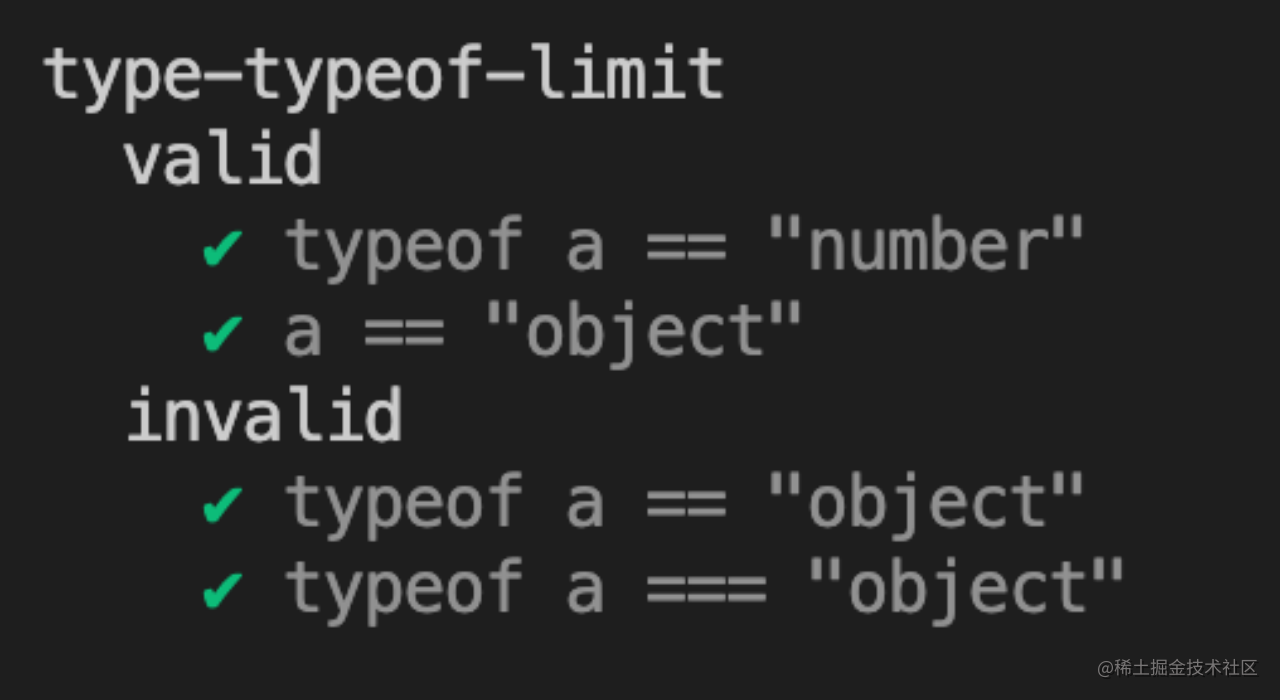 type-typeof-limit
valid
✔ typeof a == "number"
✔ a == "object"
invalid
✔ typeof a == "object"
✔ typeof a === "object"
@稀土掘金技术社区